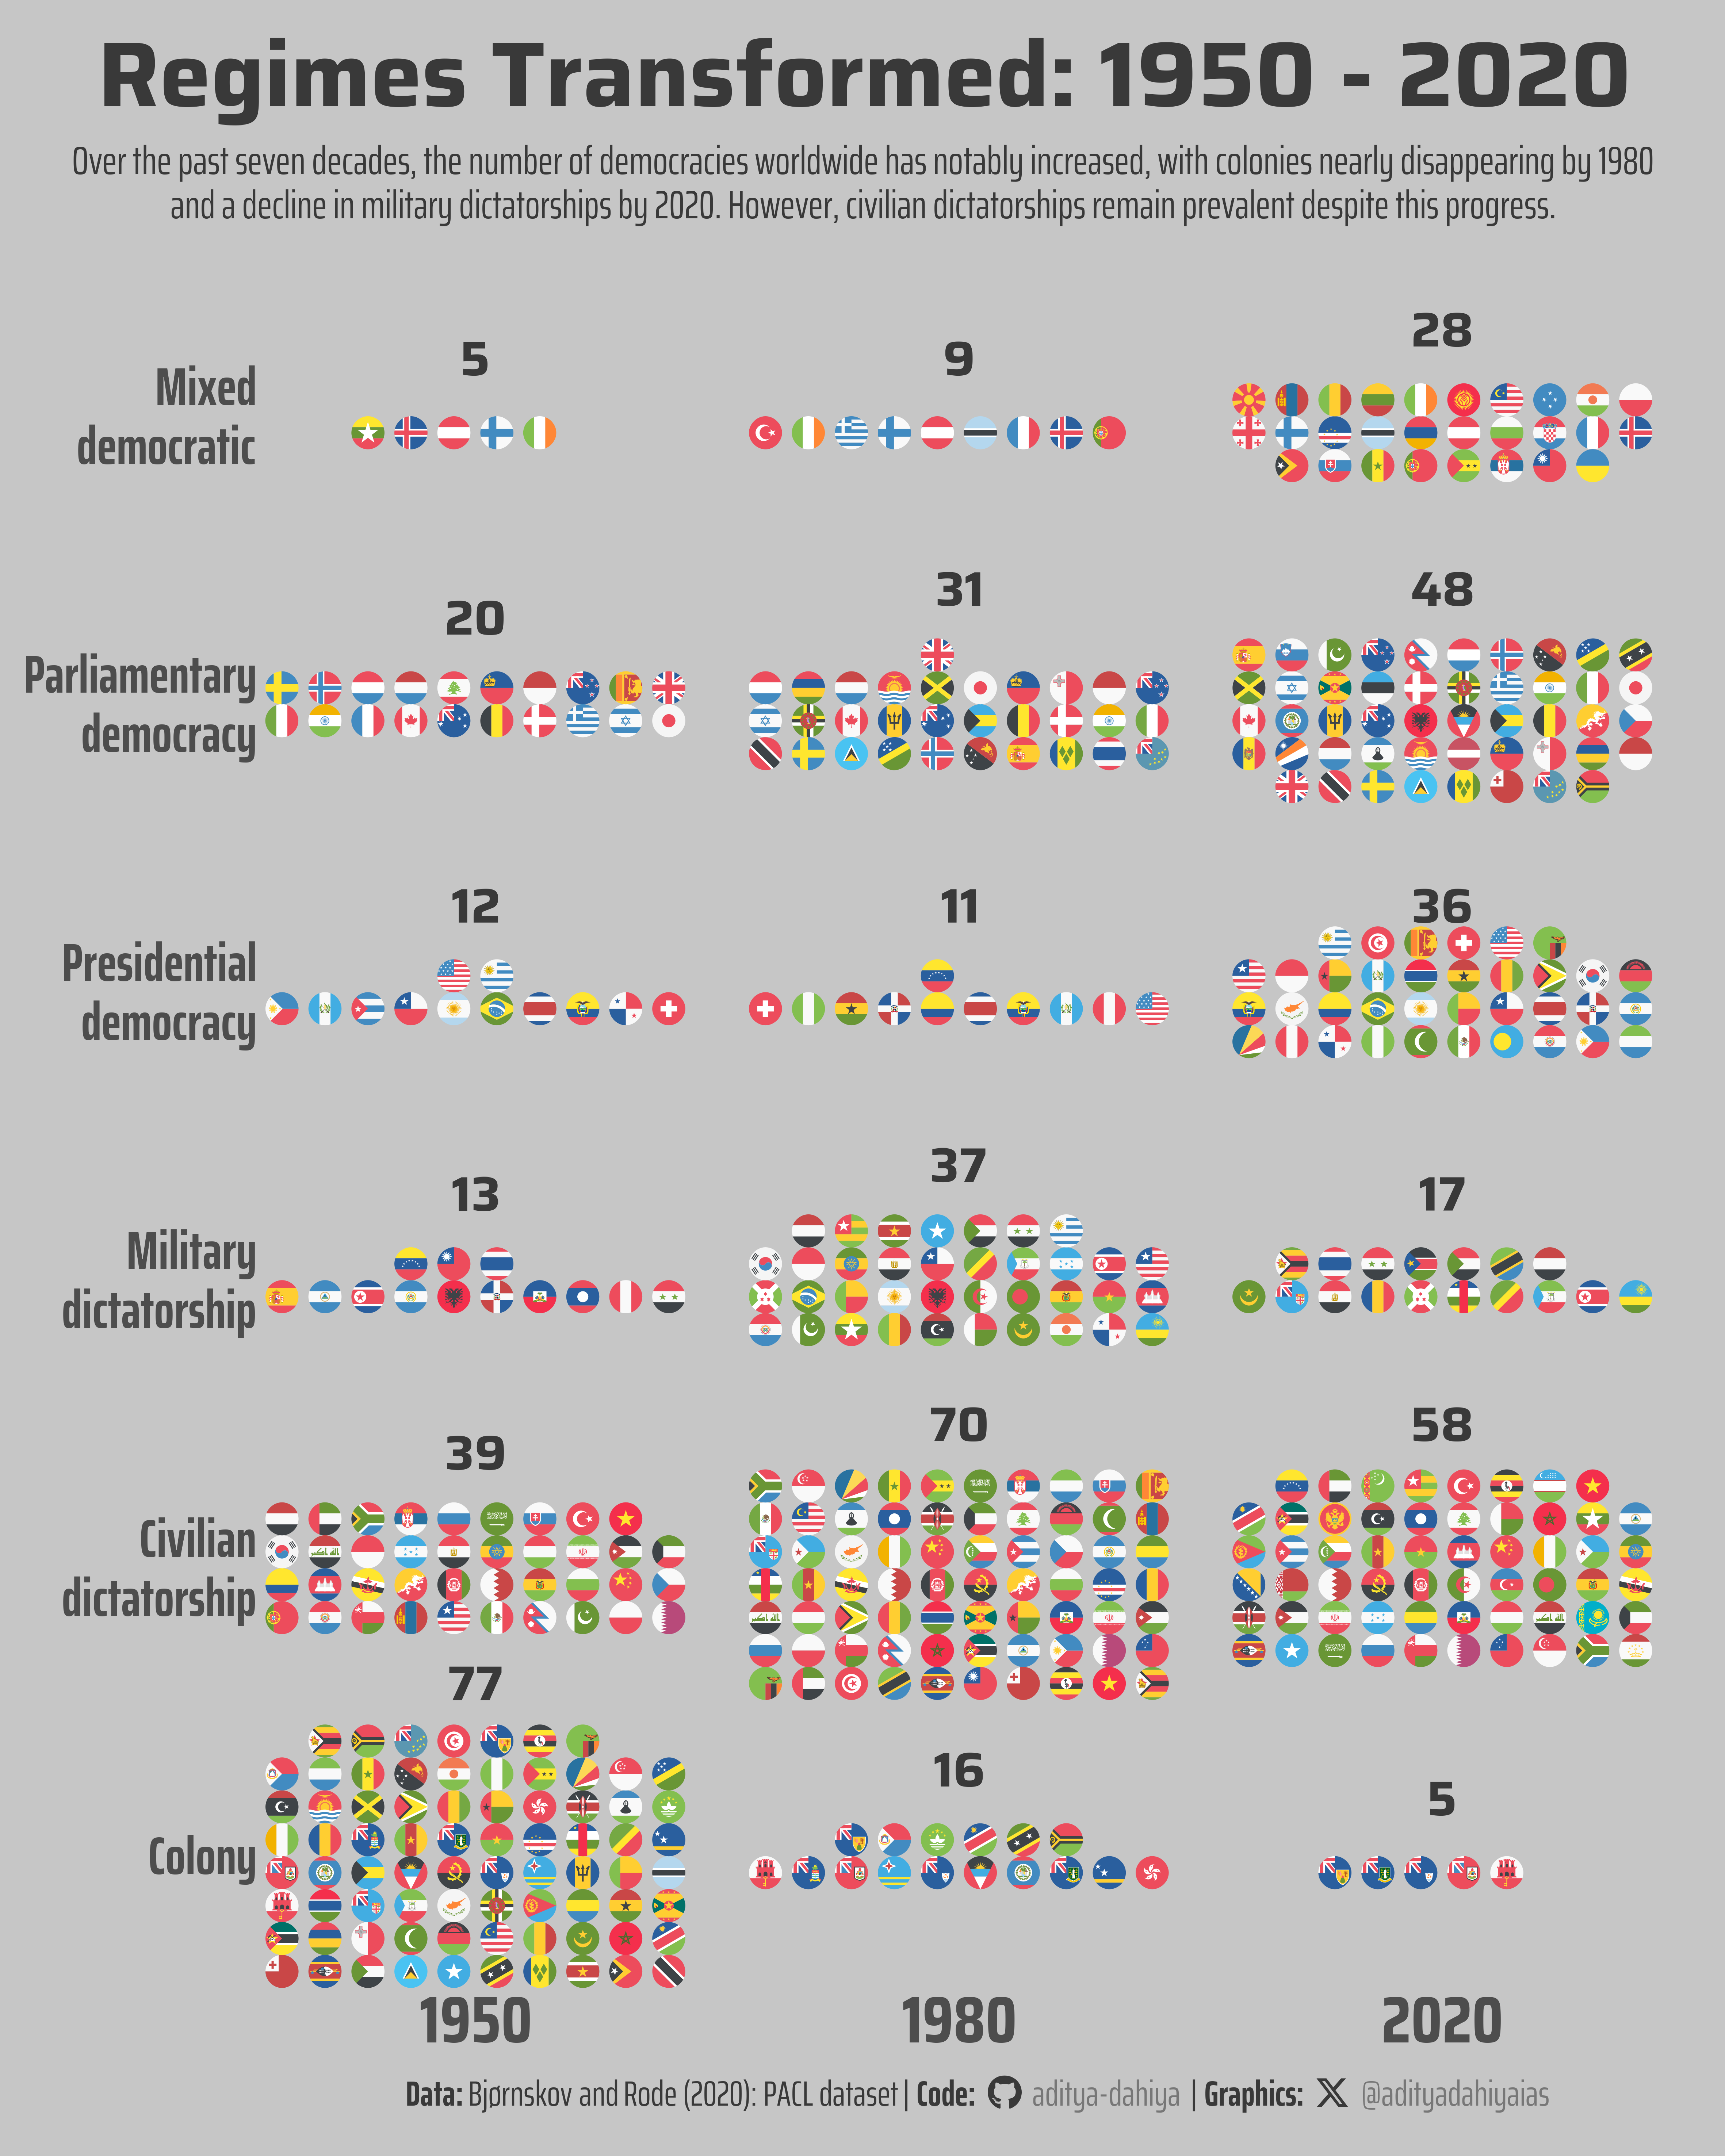 Regimes Transformed: 1950 - 2020
Over the past seven decades, the number of democracies worldwide has notably increased, with colonies nearly disappearing by 1980
and a decline in military dictatorships by 2020. However, civilian dictatorships remain prevalent despite this progress.
Mixed
democratic
5
9
28
Parliamentary
democracy
20
31
48
Presidential
democracy
12
11
36
Military
dictatorship
13
37
17
Civilian
dictatorship
39
70
58
Colony
77
16
5
1950
1980
2020
Data: Bjørnskov and Rode (2020): PACL dataset | Code: aditya-dahiya | Graphics: @adityadahiyaias